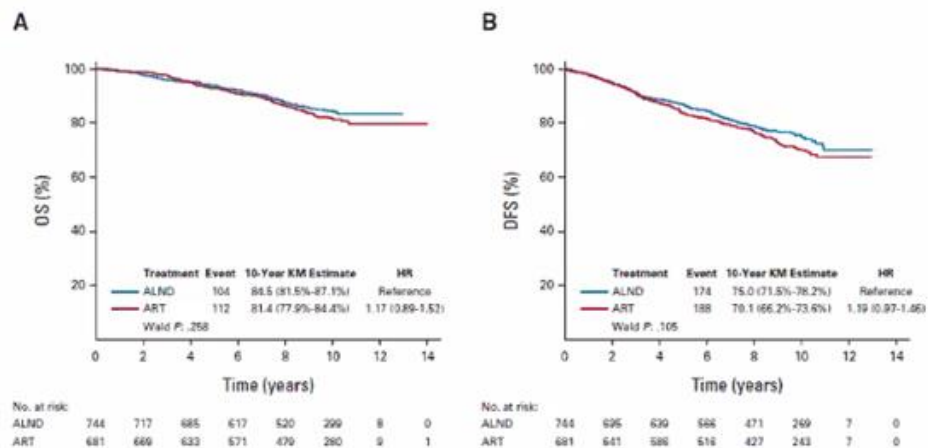 A
100
80
60
40
20
OS (%)
Treatment Event 10-Year KM Estimate HR
ALND 104 84.5 (81.5%-87.1%) Reference
ART 112 81.4 (77.9%-84.4%) 1.17 (0.89-1.52)
Wald P: .258
0 2 4 6 8 10 12 14
Time (years)
No. at risk:
ALND 744 717 685 617 520 299 8 0
ART 681 669 633 571 479 280 9 1
B
100
80
60
40
20
DFS (%)
Treatment Event 10-Year KM Estimate HR
ALND 174 75.0 (71.5%-78.2%) Reference
ART 188 70.1 (66.2%-73.6%) 1.19 (0.97-1.46)
Wald P: .105
0 2 4 6 8 10 12 14
Time (years)
No. at risk:
ALND 744 695 639 566 471 269 7 0
ART 681 641 586 516 427 243 7 0